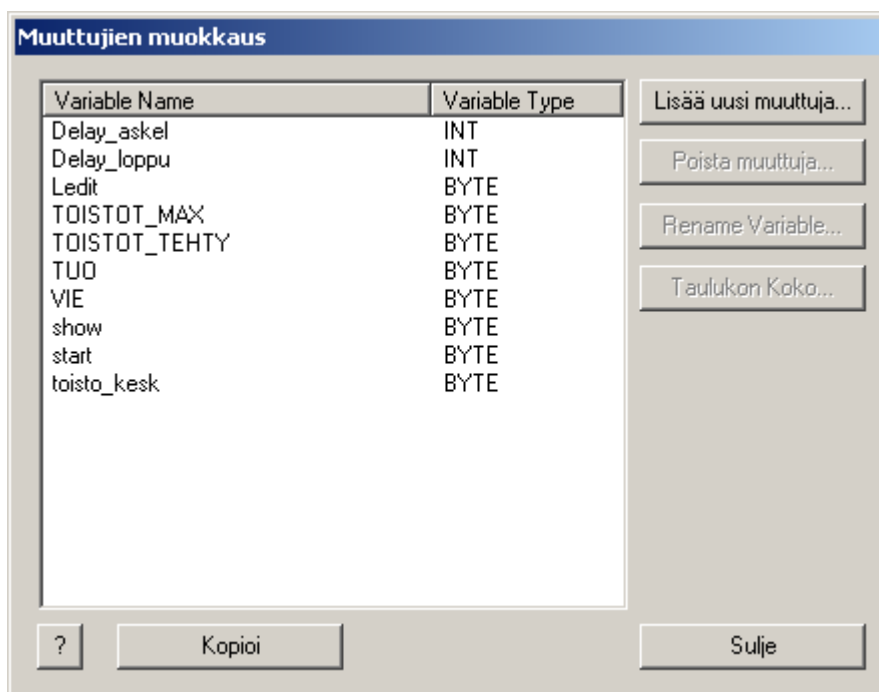 Muuttujien muokkaus
Variable Name Variable Type
Delay_askel INT
Delay_loppu INT
Ledit BYTE
TOISTOT_MAX BYTE
TOISTOT_TEHTY BYTE
TUO BYTE
VIE BYTE
show BYTE
start BYTE
toisto_kesk BYTE
Lisää uusi muuttuja...
Poista muuttuja...
Rename Variable...
Taulukon Koko...
? Kopioi Sulje